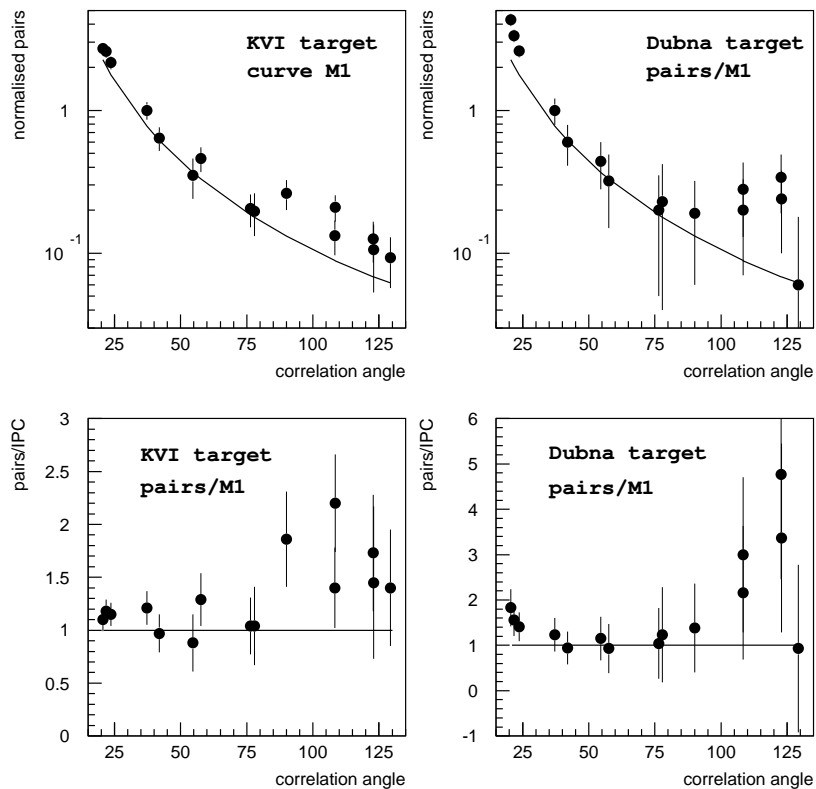 normalised pairs
KVI target
curve M1
1
10 -1
25 50 75 100 125
correlation angle
normalised pairs
Dubna target
pairs/M1
1
10 -1
25 50 75 100 125
correlation angle
pairs/IPC
KVI target
pairs/M1
3
2.5
2
1.5
1
0.5
0
25 50 75 100 125
correlation angle
pairs/IPC
Dubna target
pairs/M1
6
5
4
3
2
1
0
-1
25 50 75 100 125
correlation angle